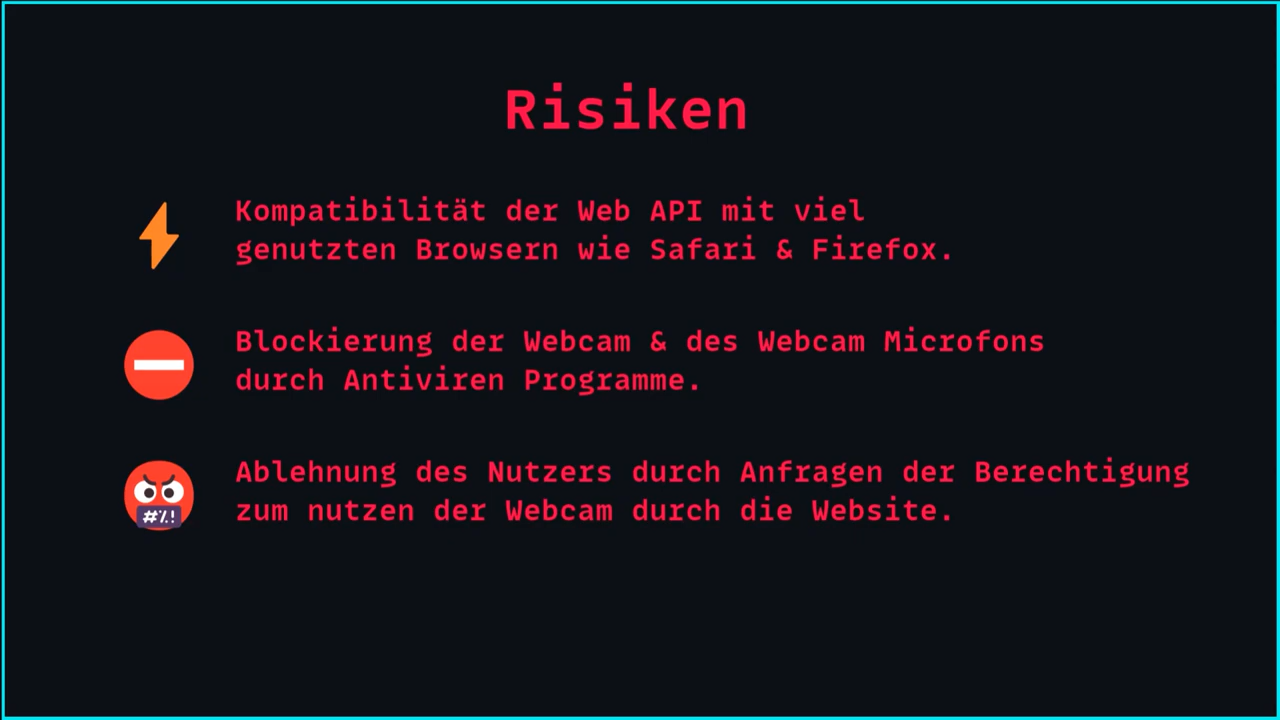 Risiken
Kompatibilität der Web API mit viel
genutzten Browsern wie Safari & Firefox.
Blockierung der Webcam & des Webcam Microfons
durch Antiviren Programme.
Ablehnung des Nutzers durch Anfragen der Berechtigung
zum nutzen der Webcam durch die Website.
#%!